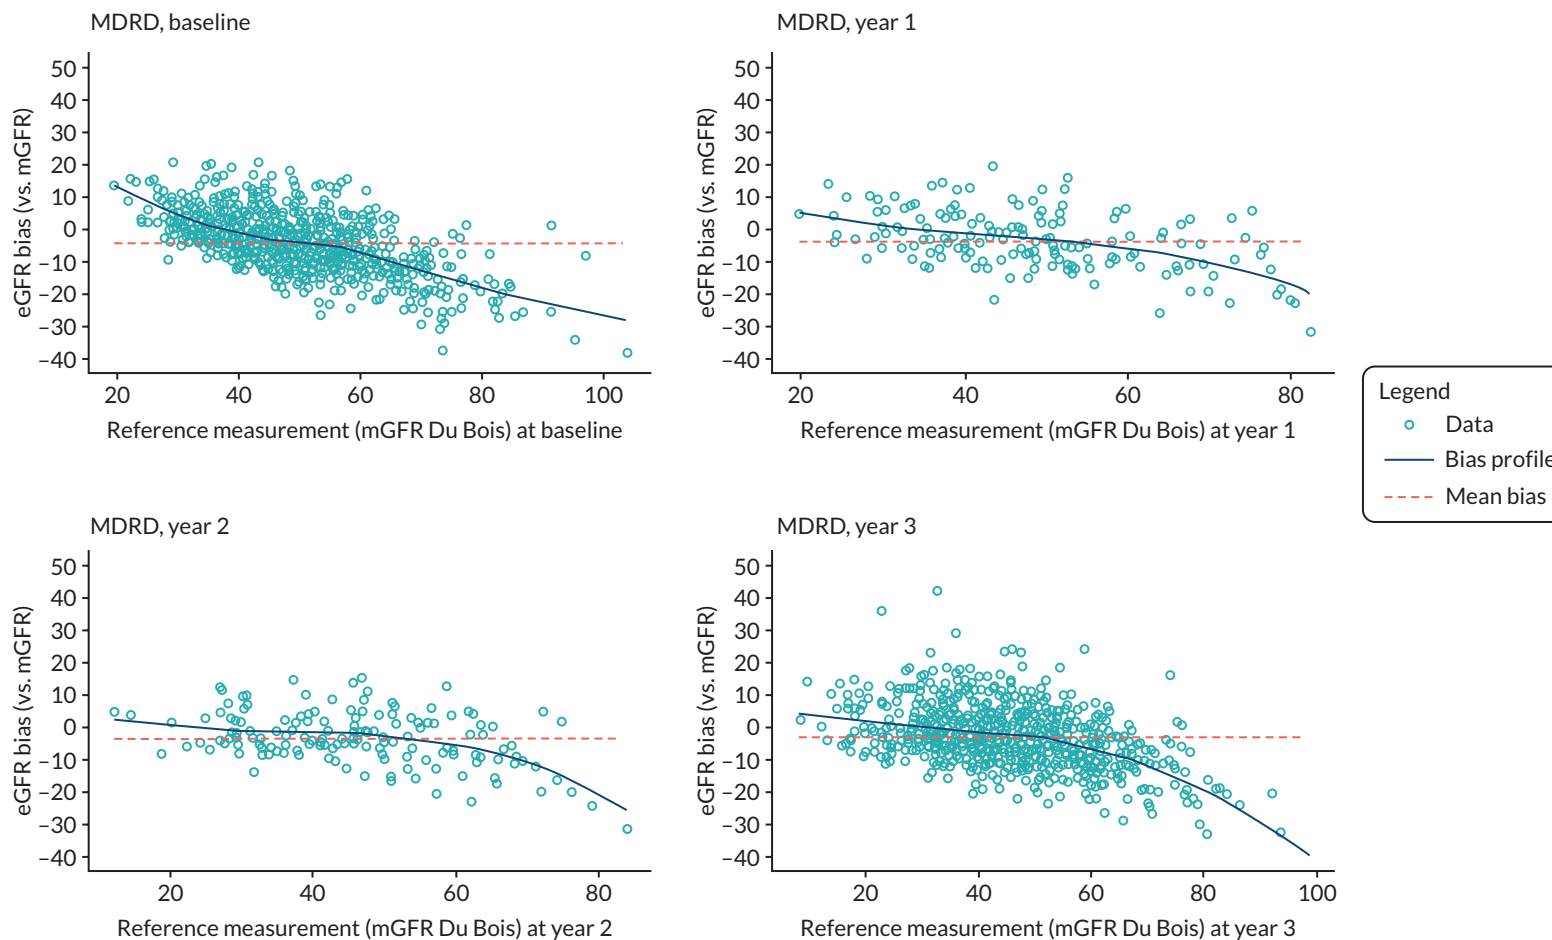 MDRD, baseline
50
40
30
20
10
0
−10
−20
−30
−40
eGFR bias (vs. mGFR)
20 40 60 80 100
Reference measurement (mGFR Du Bois) at baseline
MDRD, year 1
50
40
30
20
10
0
−10
−20
−30
−40
eGFR bias (vs. mGFR)
20 40 60 80
Reference measurement (mGFR Du Bois) at year 1
Legend
Data
Bias profile
Mean bias
MDRD, year 2
50
40
30
20
10
0
−10
−20
−30
−40
eGFR bias (vs. mGFR)
20 40 60 80
Reference measurement (mGFR Du Bois) at year 2
MDRD, year 3
50
40
30
20
10
0
−10
−20
−30
−40
eGFR bias (vs. mGFR)
20 40 60 80 100
Reference measurement (mGFR Du Bois) at year 3